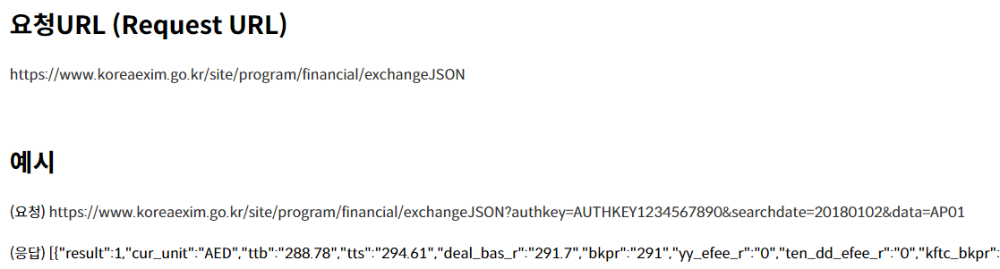 요청URL (Request URL)
https://www.koreaexim.go.kr/site/program/financial/exchangeJSON
예시
(요청) https://www.koreaexim.go.kr/site/program/financial/exchangeJSON?authkey=AUTHKEY1234567890&searchdate=20180102&data=AP01
(응답) [{"result":1,"cur_unit":"AED","ttb":"288.78","tts":"294.61","deal_bas_r":"291.7","bkpr":"291","yy_efee_r":"0","ten_dd_efee_r":"0","kftc_bkpr":